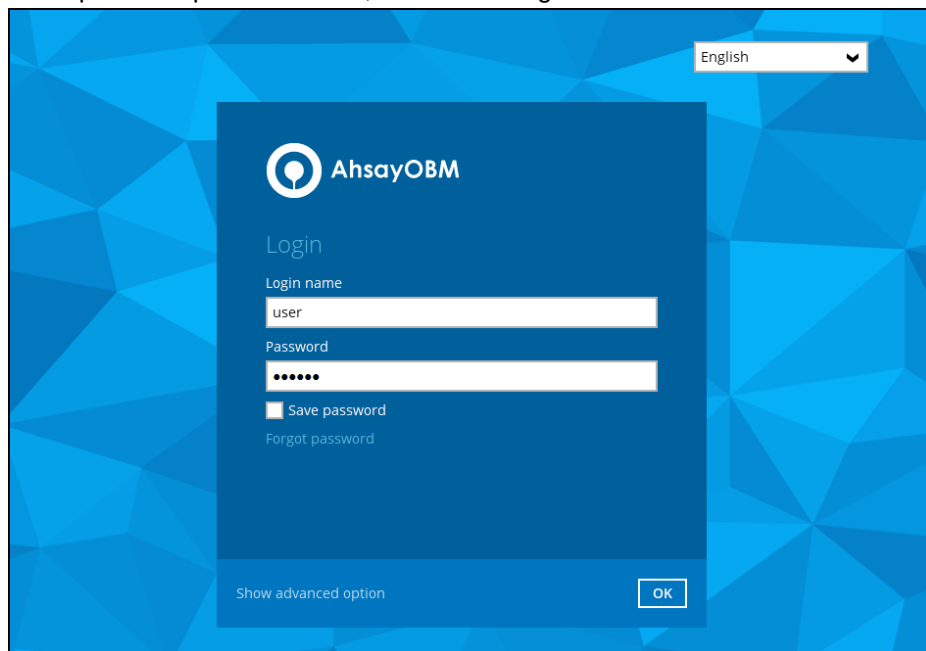 English
AhsayOBM
Login
Login name
user
Password
••••••
Save password
Forgot password
Show advanced option
OK